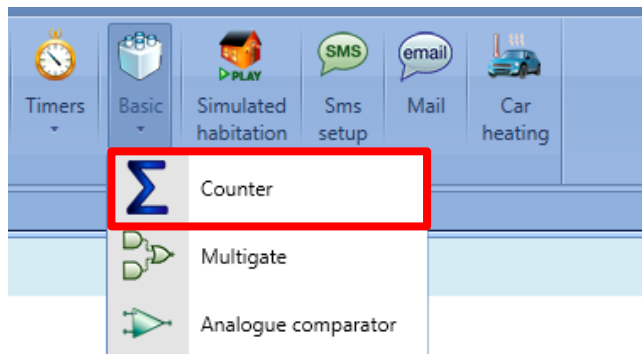 PLAY
SMS
email
Timers
Basic
Simulated
habitation
Sms
setup
Mail
Car
heating
Counter
Multigate
Analogue comparator